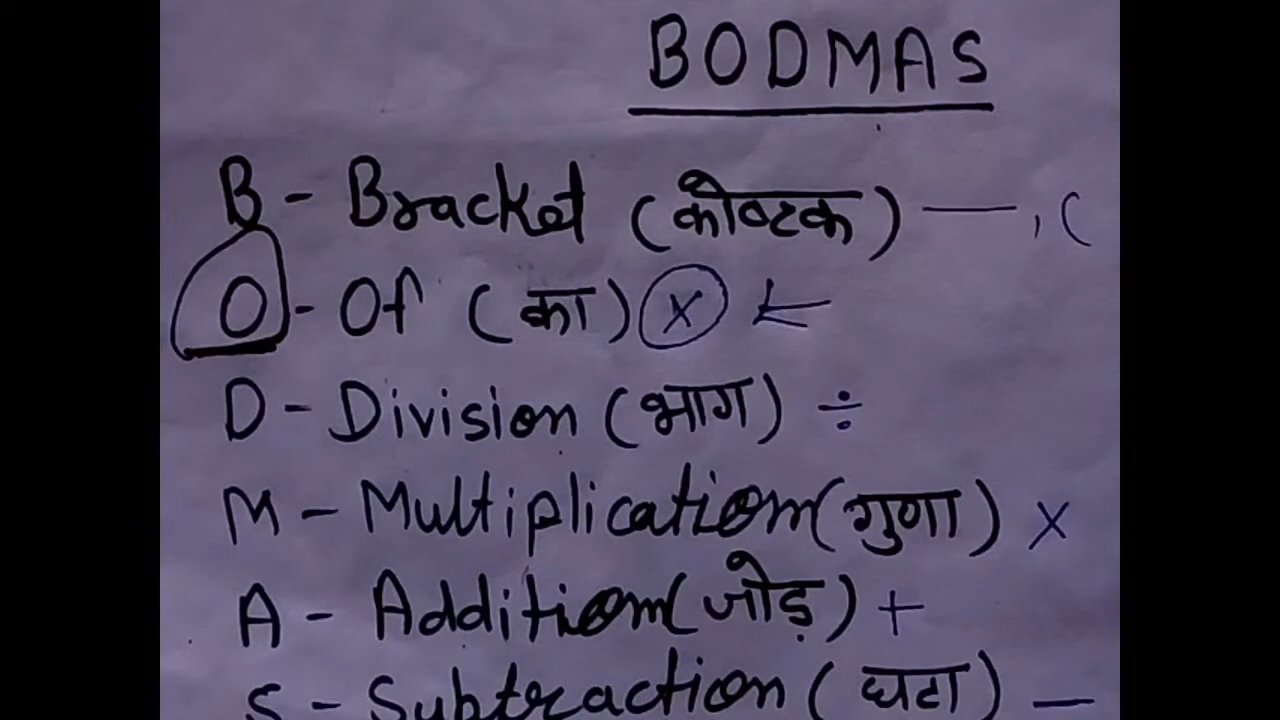 BODMAS
B - Bracket (कोष्टक) — , (
O - Of (का) × ←
D - Division (भाग) ÷
M - Multiplication (गुणा) ×
A - Addition (जोड़) +
S - Subtraction (घटा) —